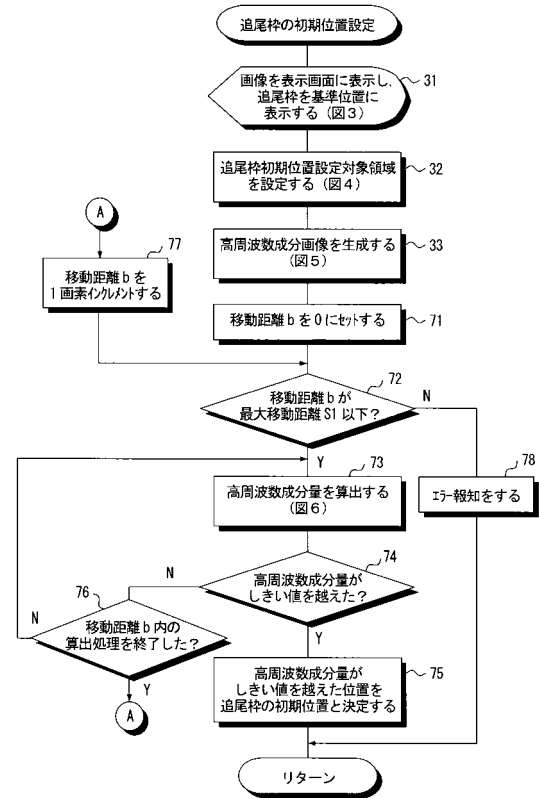 追尾枠の初期位置設定
画像を表示画面に表示し、
追尾枠を基準位置に
表示する（図３）
31
追尾枠初期位置設定対象領域
を設定する（図４）
32
A
77
移動距離ｂを
１画素ｲﾝｸﾚﾒﾝﾄする
高周波数成分画像を生成する
（図５）
33
移動距離ｂを０にｾｯﾄする
71
72
移動距離ｂが
最大移動距離S1以下？
N
Y
73
高周波数成分量を算出する
（図６）
78
ｴﾗｰ報知をする
74
高周波数成分量が
しきい値を越えた？
N
Y
76
移動距離ｂ内の
算出処理を終了した？
N
Y
A
高周波数成分量が
しきい値を越えた位置を
追尾枠の初期位置と決定する
75
リターン